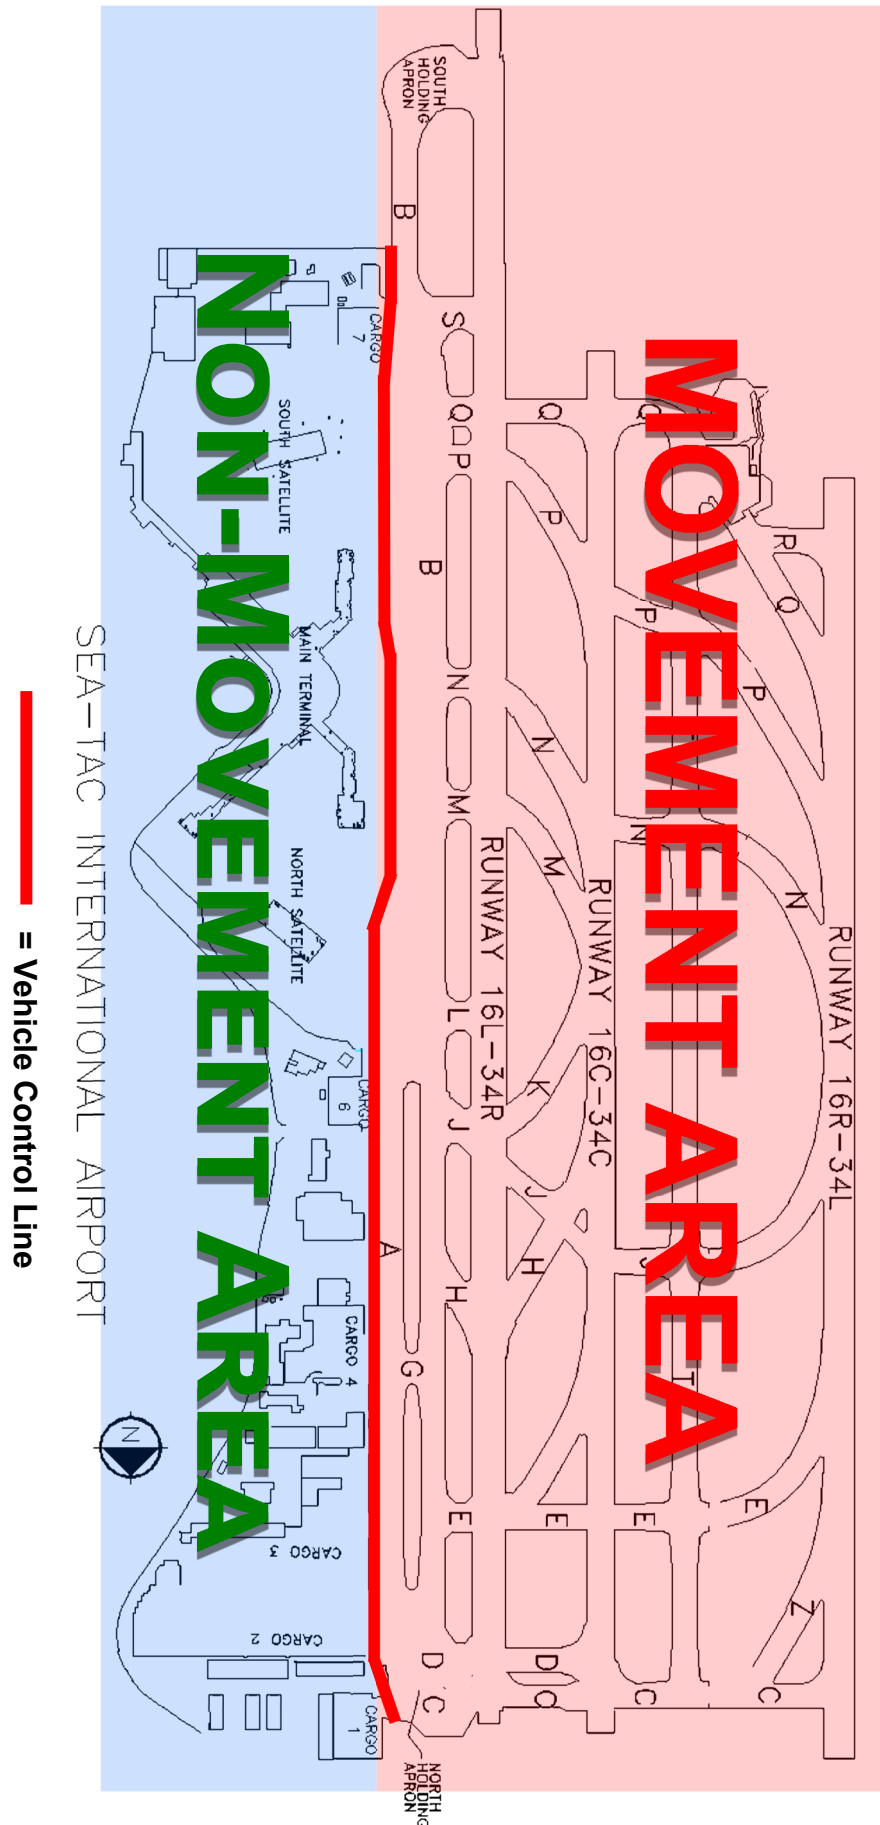 SOUTH
HOLDING
APRON
B
CARGO
7
S
Q
Q
Q
P
SOUTH SATELLITE
P
B
R
Q
P
P
MAIN TERMINAL
N
N
M
N
N
M
NORTH SATELLITE
RUNWAY 16L-34R
RUNWAY 16C-34C
RUNWAY 16R-34L
L
K
CARGO
6
J
J
J
A
H
H
CARGO 4
G
T
E
E
E
E
CARGO 3
Z
CARGO 2
D
D
C
C
C
C
CARGO
1
NORTH
HOLDING
APRON
NON-MOVEMENT AREA
MOVEMENT AREA
N
SEA-TAC INTERNATIONAL AIRPORT
= Vehicle Control Line